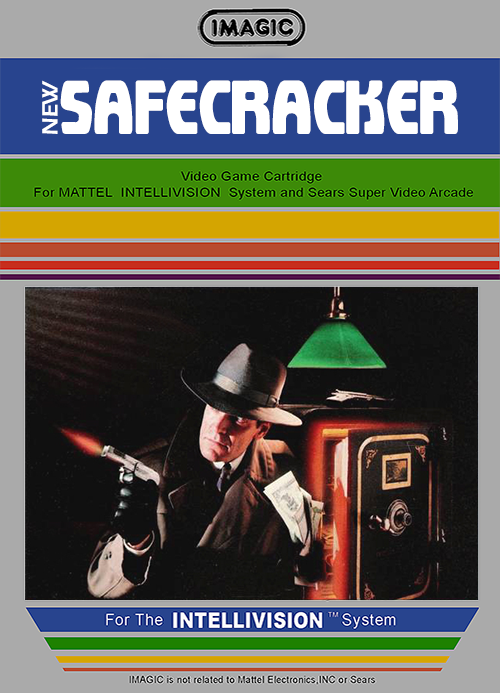 IMAGIC
NEW SAFECRACKER
Video Game Cartridge
For MATTEL INTELLIVISION System and Sears Super Video Arcade
For The INTELLIVISION™ System
IMAGIC is not related to Mattel Electronics,INC or Sears